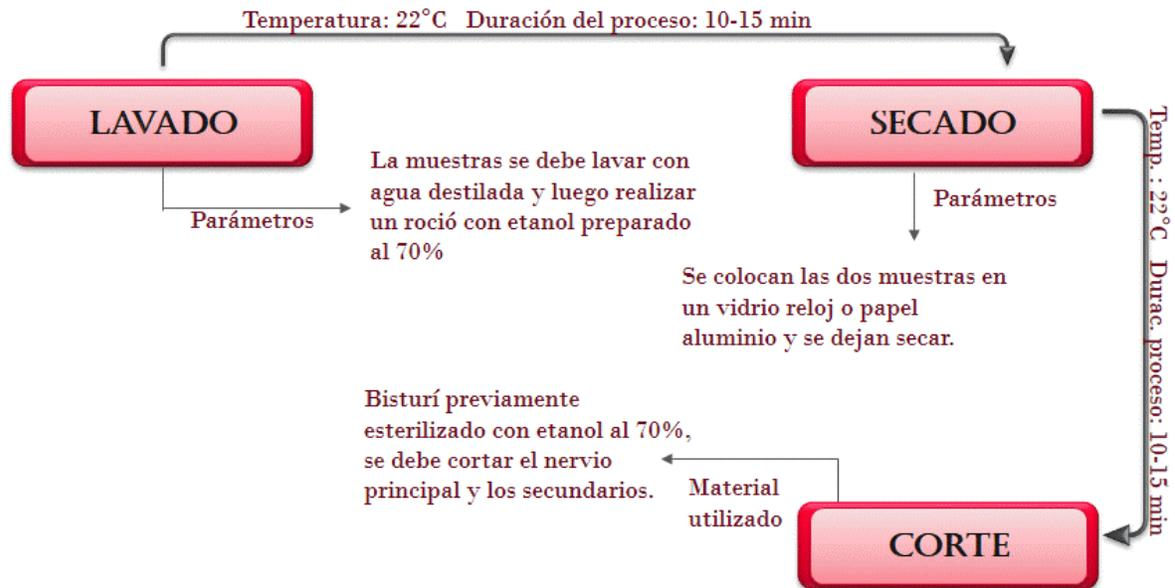 Temperatura: 22°C Duración del proceso: 10-15 min
LAVADO
SECADO
Parámetros
La muestras se debe lavar con
agua destilada y luego realizar
un roció con etanol preparado
al 70%
Parámetros
Se colocan las dos muestras en
un vidrio reloj o papel
aluminio y se dejan secar.
Temp. : 22°C Durac. proceso: 10-15 min
Bisturí previamente
esterilizado con etanol al 70%,
se debe cortar el nervio
principal y los secundarios.
Material
utilizado
CORTE